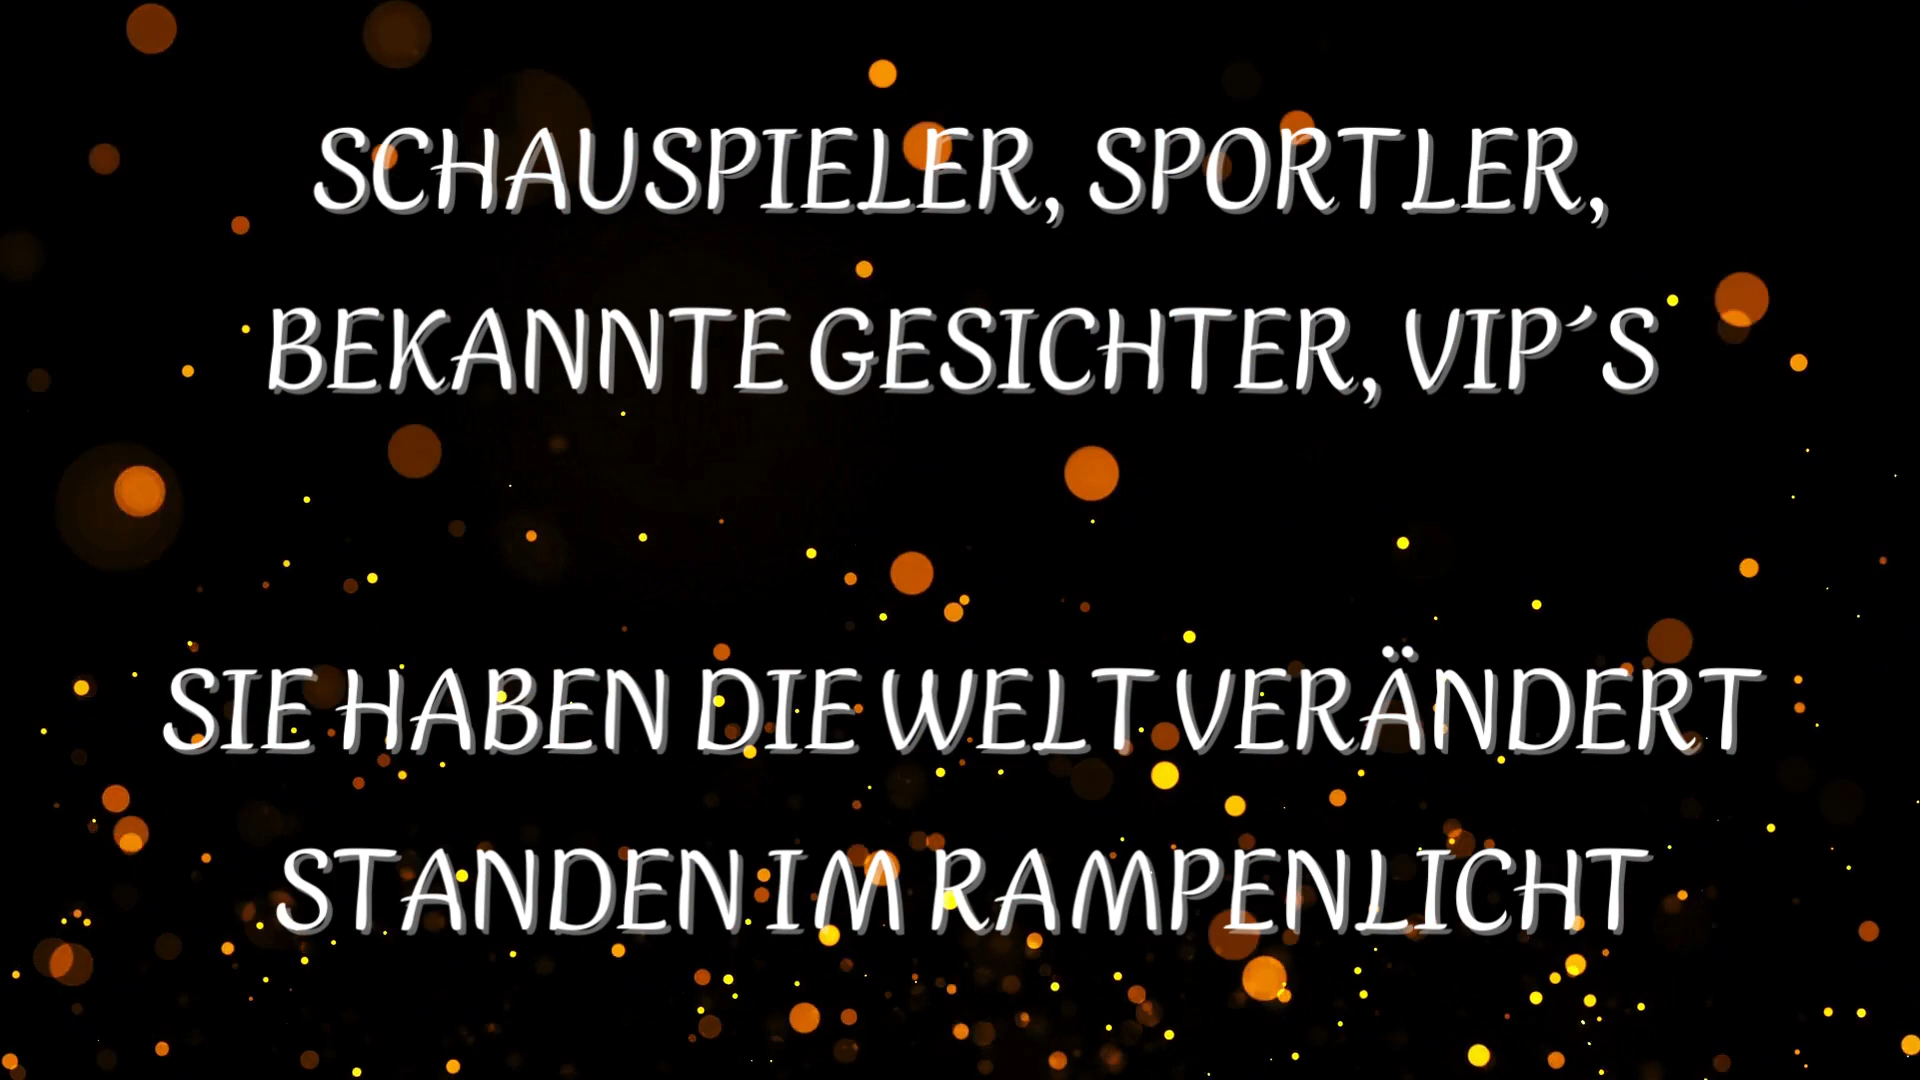 SCHAUSPIELER, SPORTLER,
BEKANNTE GESICHTER, VIP´S
SIE HABEN DIE WELT VERÄNDERT
STANDEN IM RAMPENLICHT